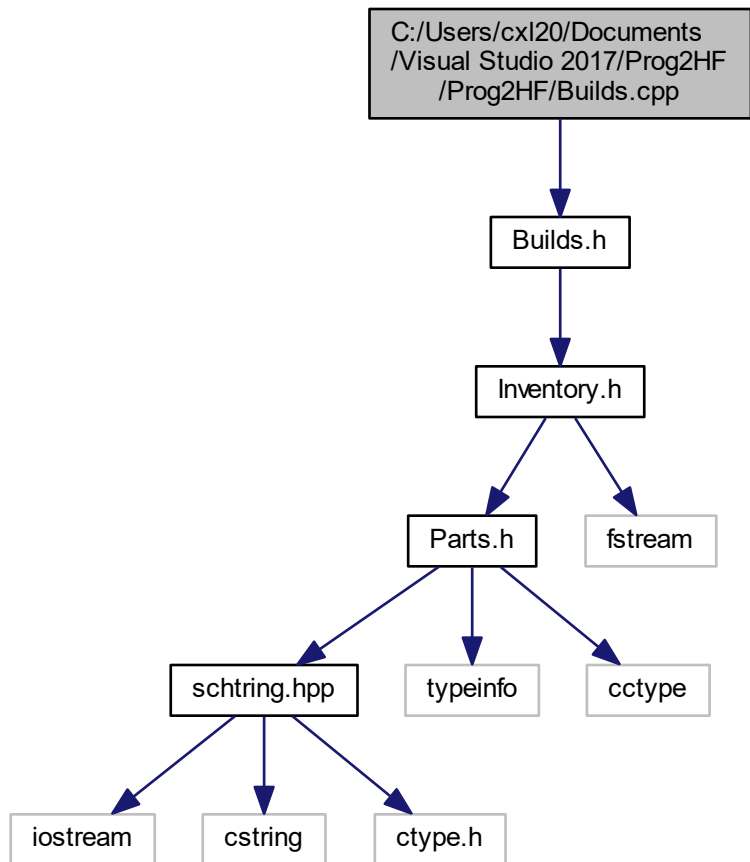 C:/Users/cxl20/Documents
/Visual Studio 2017/Prog2HF
/Prog2HF/Builds.cpp
Builds.h
Inventory.h
Parts.h
fstream
schtring.hpp
typeinfo
cctype
iostream
cstring
ctype.h